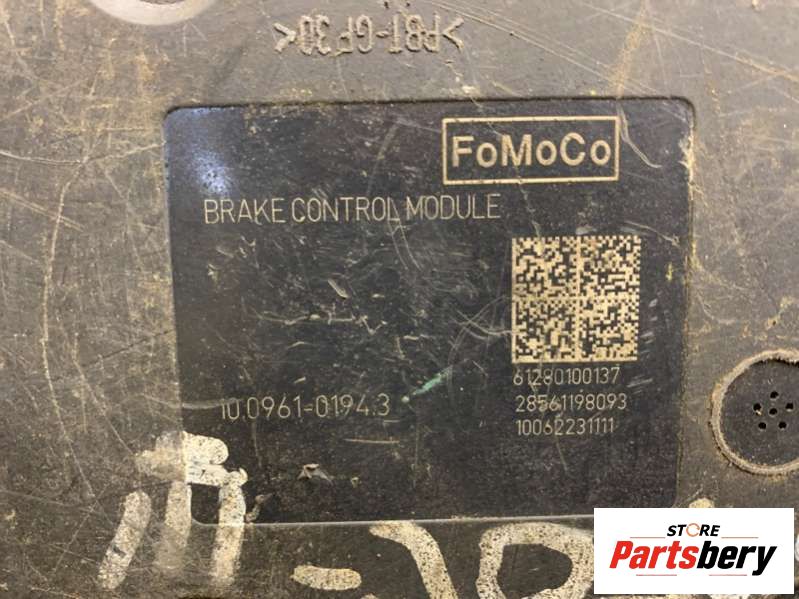 >PBT-GF30<
FoMoCo
BRAKE CONTROL MODULE
61280100137
10.0961-0194.3
28561198093
10062231111
STORE
Partsbery